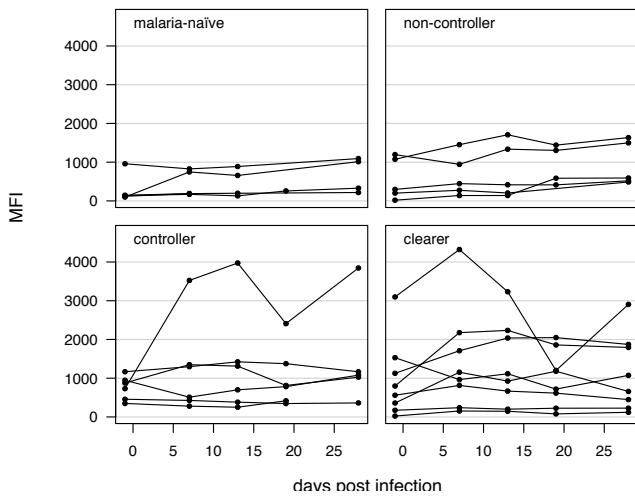 malaria-naïve
non-controller
4000
3000
2000
1000
0
MFI
controller
clearer
4000
3000
2000
1000
0
0 5 10 15 20 25
0 5 10 15 20 25
days post infection